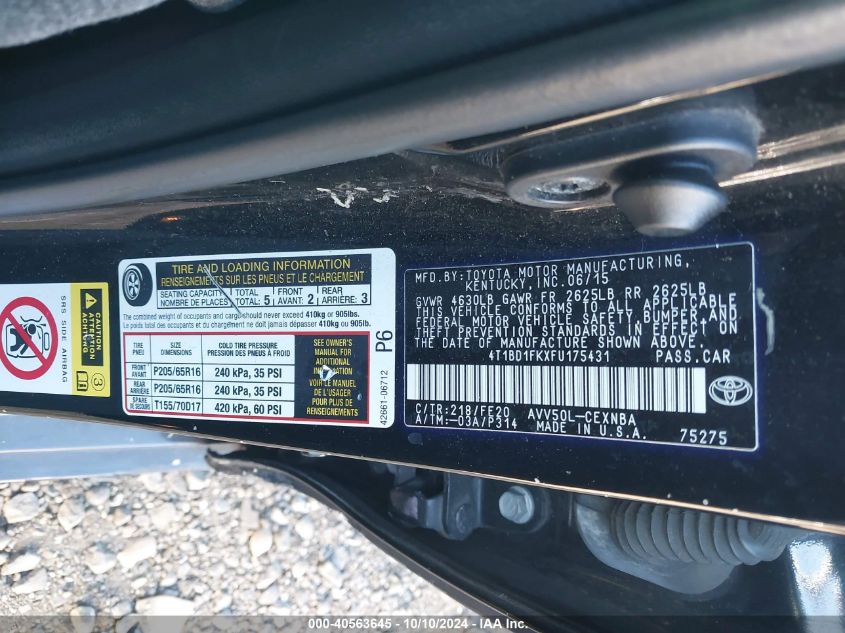 SRS SIDE AIRBAG
CAUTION
3
TIRE AND LOADING INFORMATION
RENSEIGNEMENTS SUR LES PNEUS ET LE CHARGEMENT
SEATING CAPACITY TOTAL 5 FRONT 2 REAR 3
NOMBRE DE PLACES TOTAL: 5 AVANT: 2 ARRIÈRE: 3
The combined weight of occupants and cargo should never exceed 410kg or 905lb.
Le poids total des occupants et du chargement ne doit jamais dépasser 410kg ou 905lb.
TIRE PNEU
SIZE DIMENSIONS
COLD TIRE PRESSURE
PRESSION DES PNEUS À FROID
FRONT AVANT P205/65R16 240 kPa, 35 PSI
REAR ARRIÈRE P205/65R16 240 kPa, 35 PSI
SPARE DE SECOURS T155/70D17 420 kPa, 60 PSI
SEE OWNER'S
MANUAL FOR
ADDITIONAL
INFORMATION
VOIR LE MANUEL
DE L'USAGER
POUR PLUS DE
RENSEIGNEMENTS
P6
42661-06712
MFD.BY: TOYOTA MOTOR MANUFACTURING,
KENTUCKY, INC. 06/15
GVWR 4630LB GAWR FR 2625LB RR 2625LB
THIS VEHICLE CONFORMS TO ALL APPLICABLE
FEDERAL MOTOR VEHICLE SAFETY, BUMPER, AND
THEFT PREVENTION STANDARDS IN EFFECT ON
THE DATE OF MANUFACTURE SHOWN ABOVE.
4T1BD1FKXFU175431 PASS.CAR
C/TR: 218/FE20 AVV50L-CEXNBA
A/TM: -03A/P314 MADE IN U.S.A. 75275
000-40563645 - 10/10/2024 - IAA Inc.